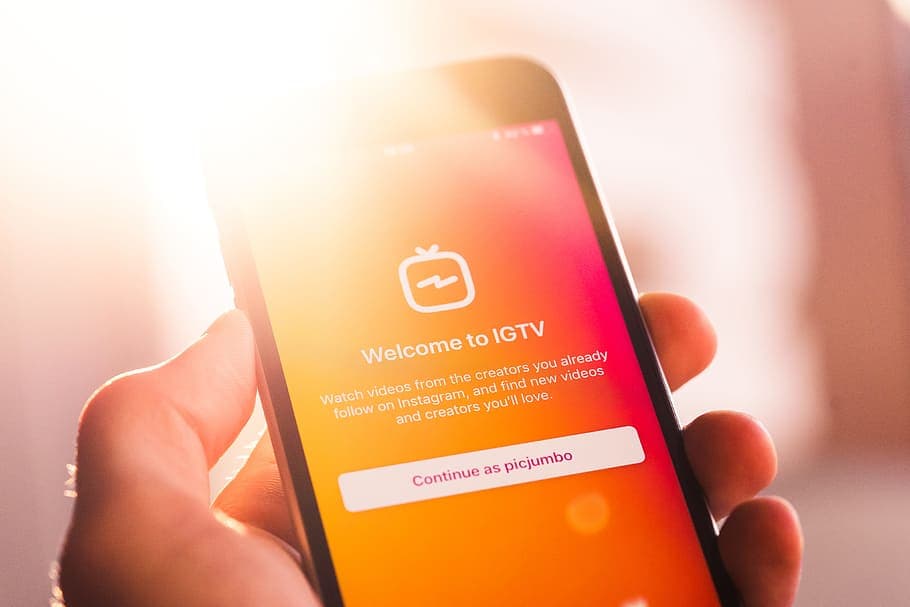 Welcome to IGTV
Watch videos from the creators you already
follow on Instagram, and find new videos
and creators you'll love.
Continue as picjumbo